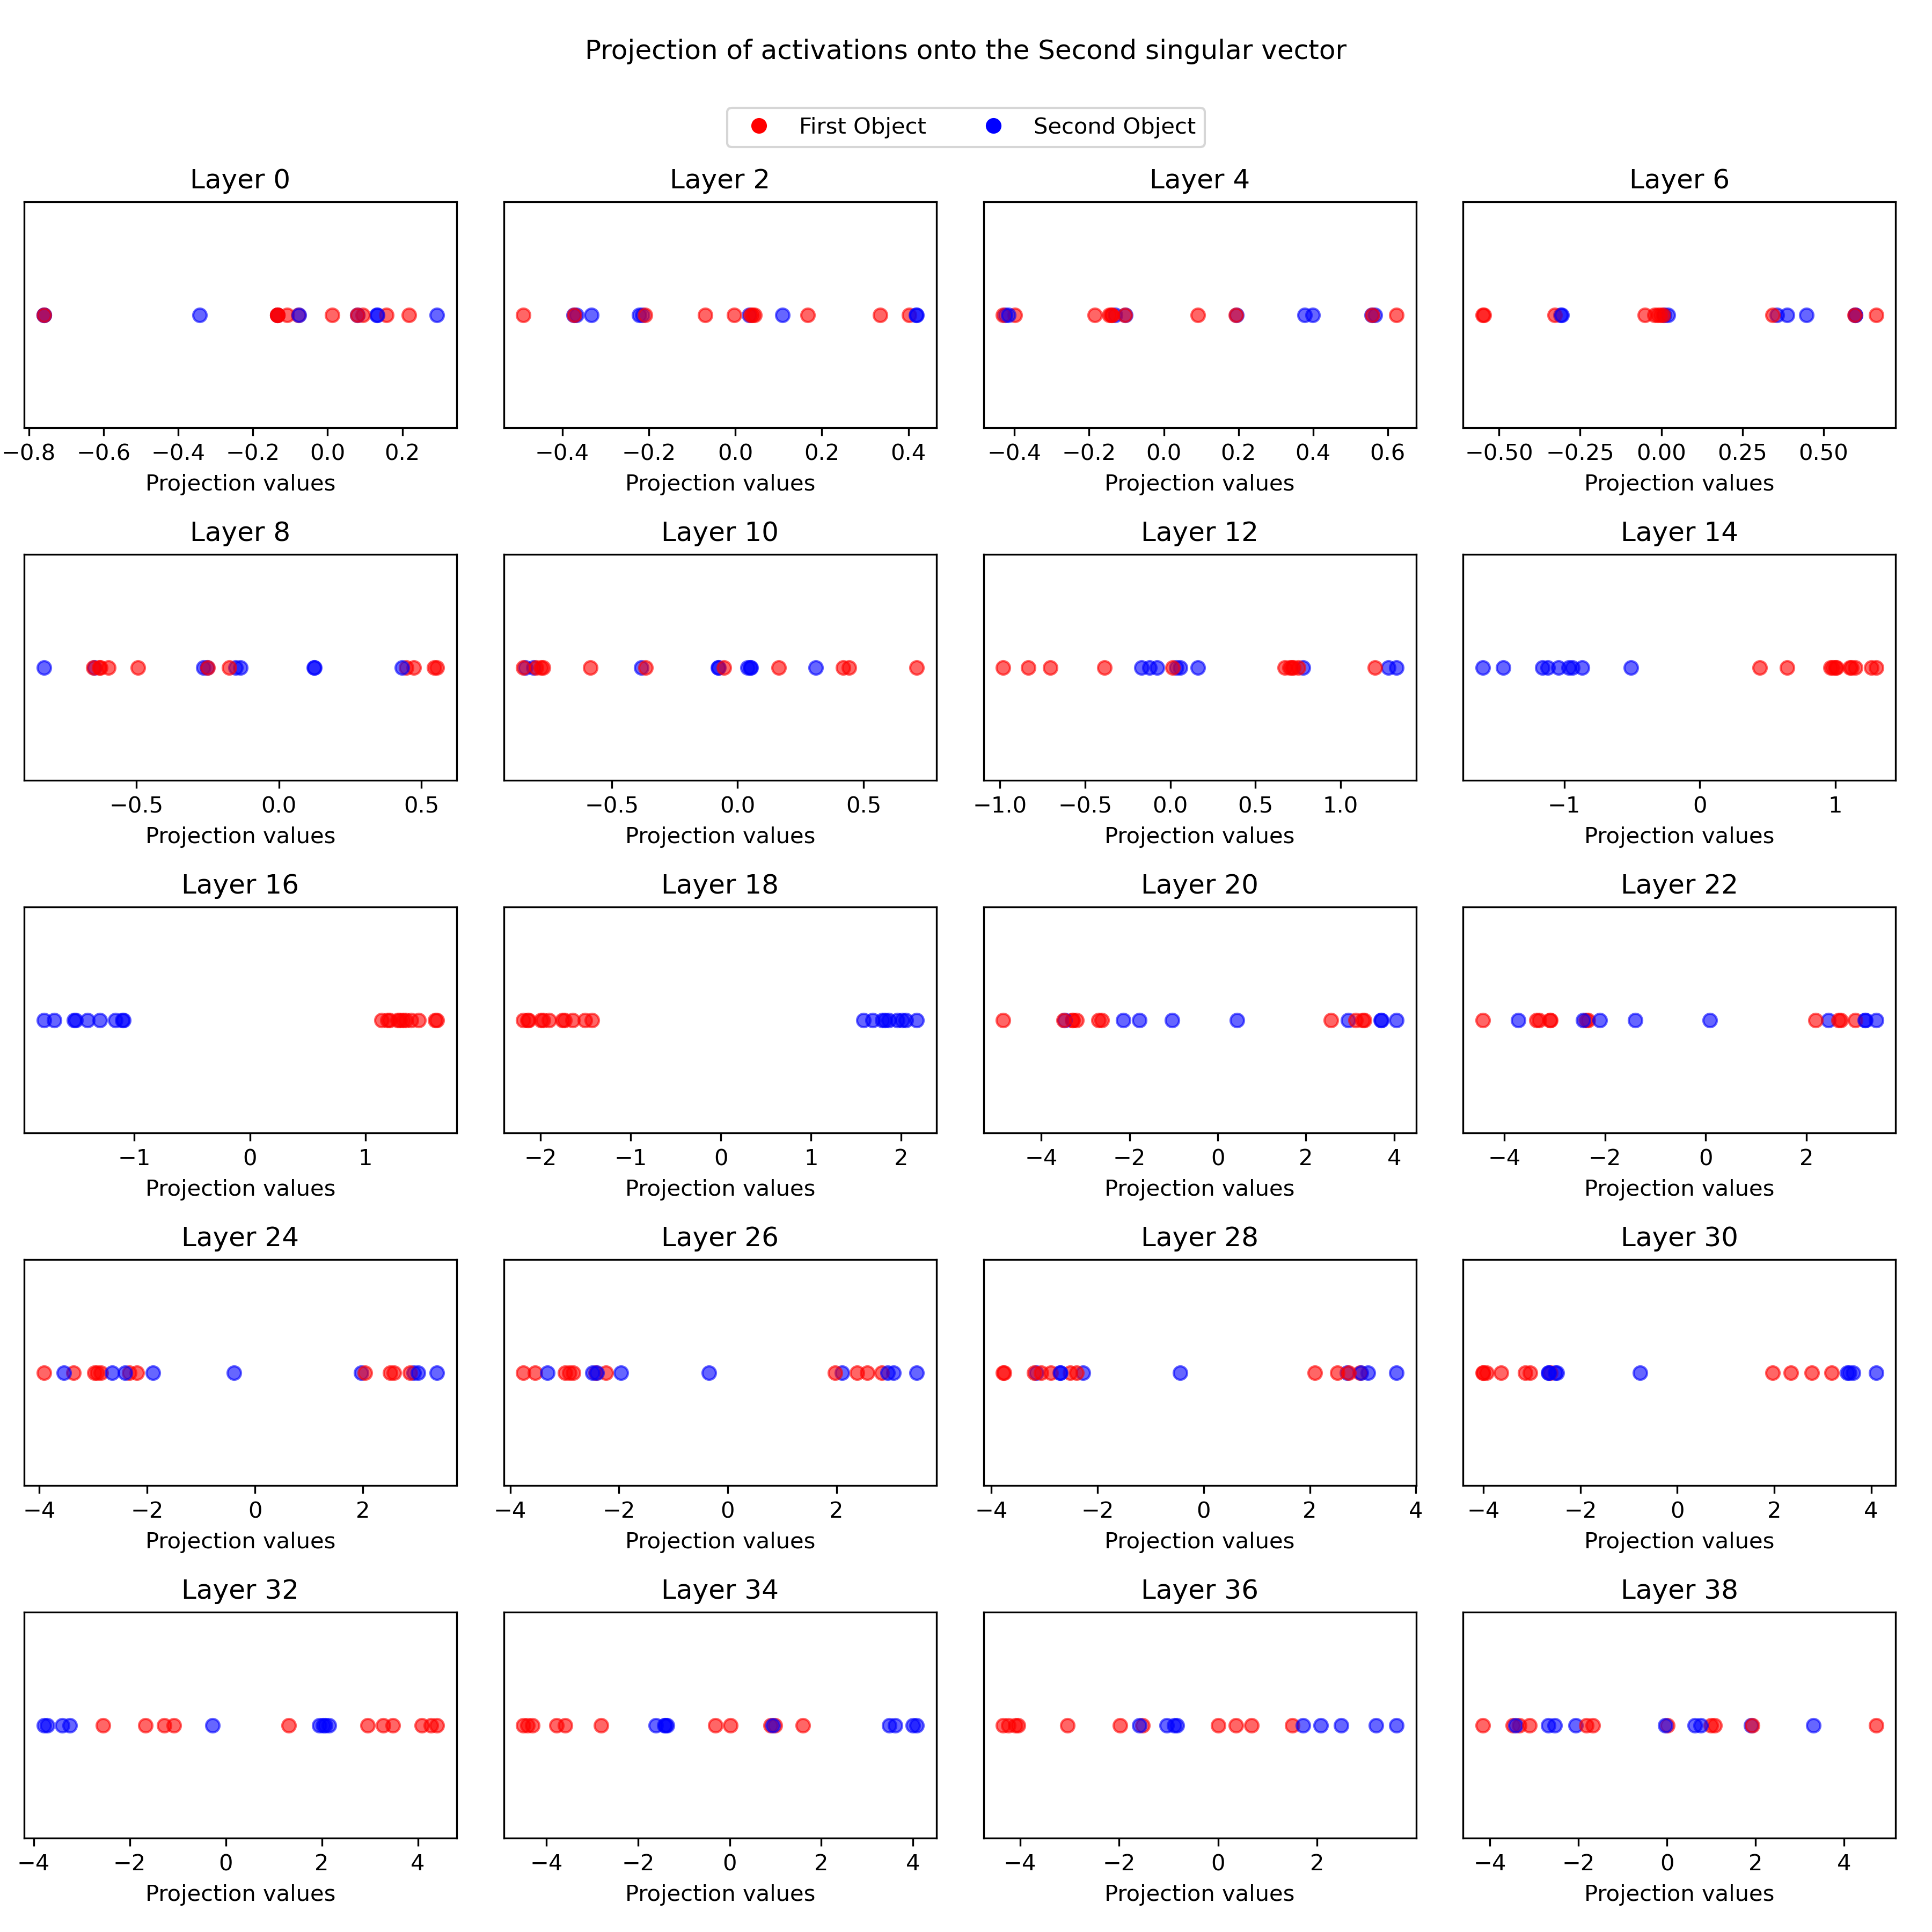 Projection of activations onto the Second singular vector
First Object Second Object
Layer 0 Layer 2 Layer 4 Layer 6
−0.8 −0.6 −0.4 −0.2 0.0 0.2 −0.4 −0.2 0.0 0.2 0.4 −0.4 −0.2 0.0 0.2 0.4 0.6 −0.50 −0.25 0.00 0.25 0.50
Projection values Projection values Projection values Projection values
Layer 8 Layer 10 Layer 12 Layer 14
−0.5 0.0 0.5 −0.5 0.0 0.5 −1.0 −0.5 0.0 0.5 1.0 −1 0 1
Projection values Projection values Projection values Projection values
Layer 16 Layer 18 Layer 20 Layer 22
−1 0 1 −2 −1 0 1 2 −4 −2 0 2 4 −4 −2 0 2
Projection values Projection values Projection values Projection values
Layer 24 Layer 26 Layer 28 Layer 30
−4 −2 0 2 −4 −2 0 2 −4 −2 0 2 4 −4 −2 0 2 4
Projection values Projection values Projection values Projection values
Layer 32 Layer 34 Layer 36 Layer 38
−4 −2 0 2 4 −4 −2 0 2 4 −4 −2 0 2 −4 −2 0 2 4
Projection values Projection values Projection values Projection values